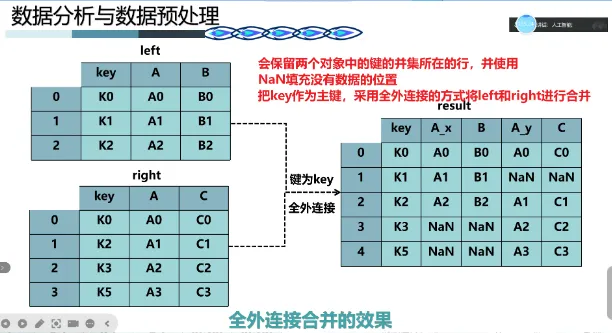 数据分析与数据预处理
left
key A B
0 K0 A0 B0
1 K1 A1 B1
2 K2 A2 B2
right
key A C
0 K0 A0 C0
1 K2 A1 C1
2 K3 A2 C2
3 K5 A3 C3
键为key
全外连接
会保留两个对象中的键的并集所在的行，并使用
NaN填充没有数据的位置
把key作为主键，采用全外连接的方式将left和right进行合并
result
key A_x B A_y C
0 K0 A0 B0 A0 C0
1 K1 A1 B1 NaN NaN
2 K2 A2 B2 A1 C1
3 K3 NaN NaN A2 C2
4 K5 NaN NaN A3 C3
全外连接合并的效果